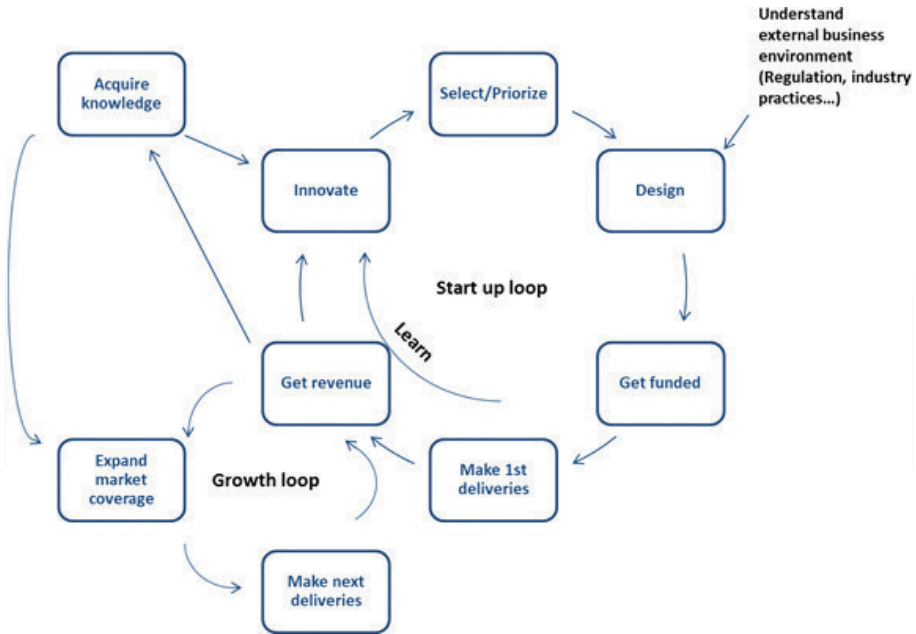 Understand
external business
environment
(Regulation, industry
practices...)
Acquire
knowledge
Select/Priorize
Innovate
Design
Start up loop
Learn
Get revenue
Get funded
Expand
market
coverage
Growth loop
Make 1st
deliveries
Make next
deliveries